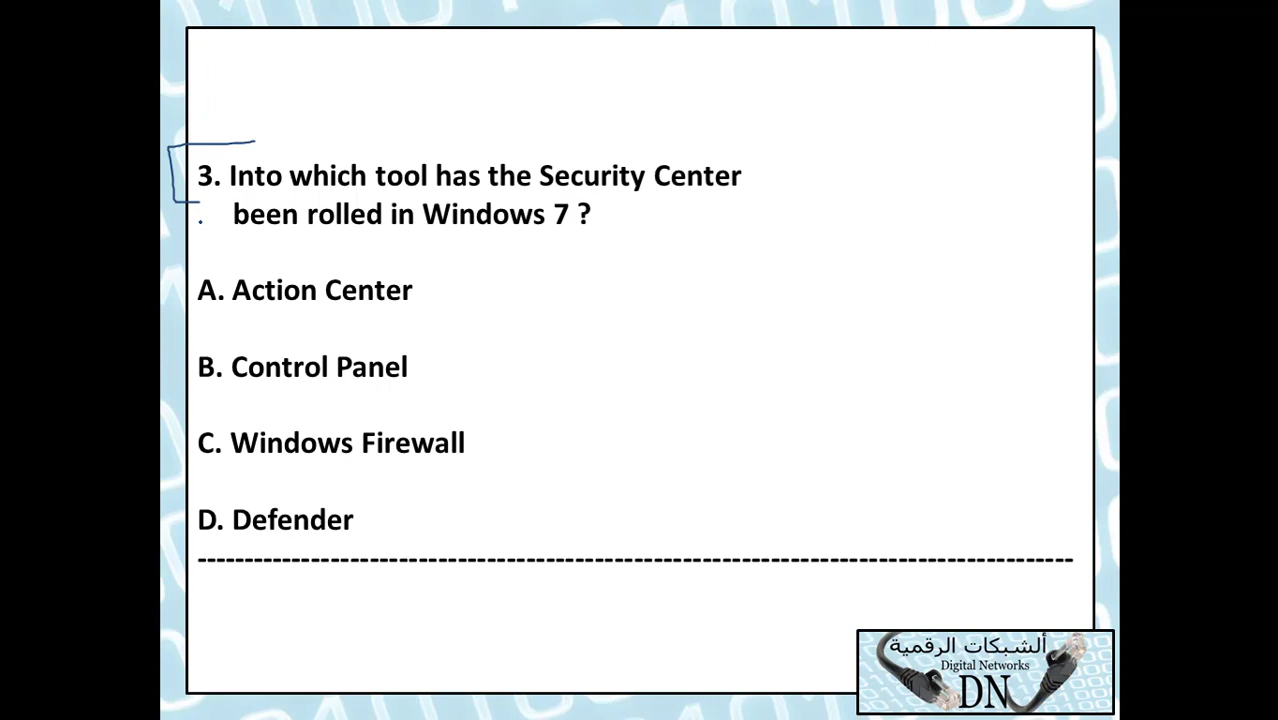 3. Into which tool has the Security Center
. been rolled in Windows 7 ?
A. Action Center
B. Control Panel
C. Windows Firewall
D. Defender
--------------------------------------------------------------------------------
ألشبكات الرقمية
Digital Networks
DN